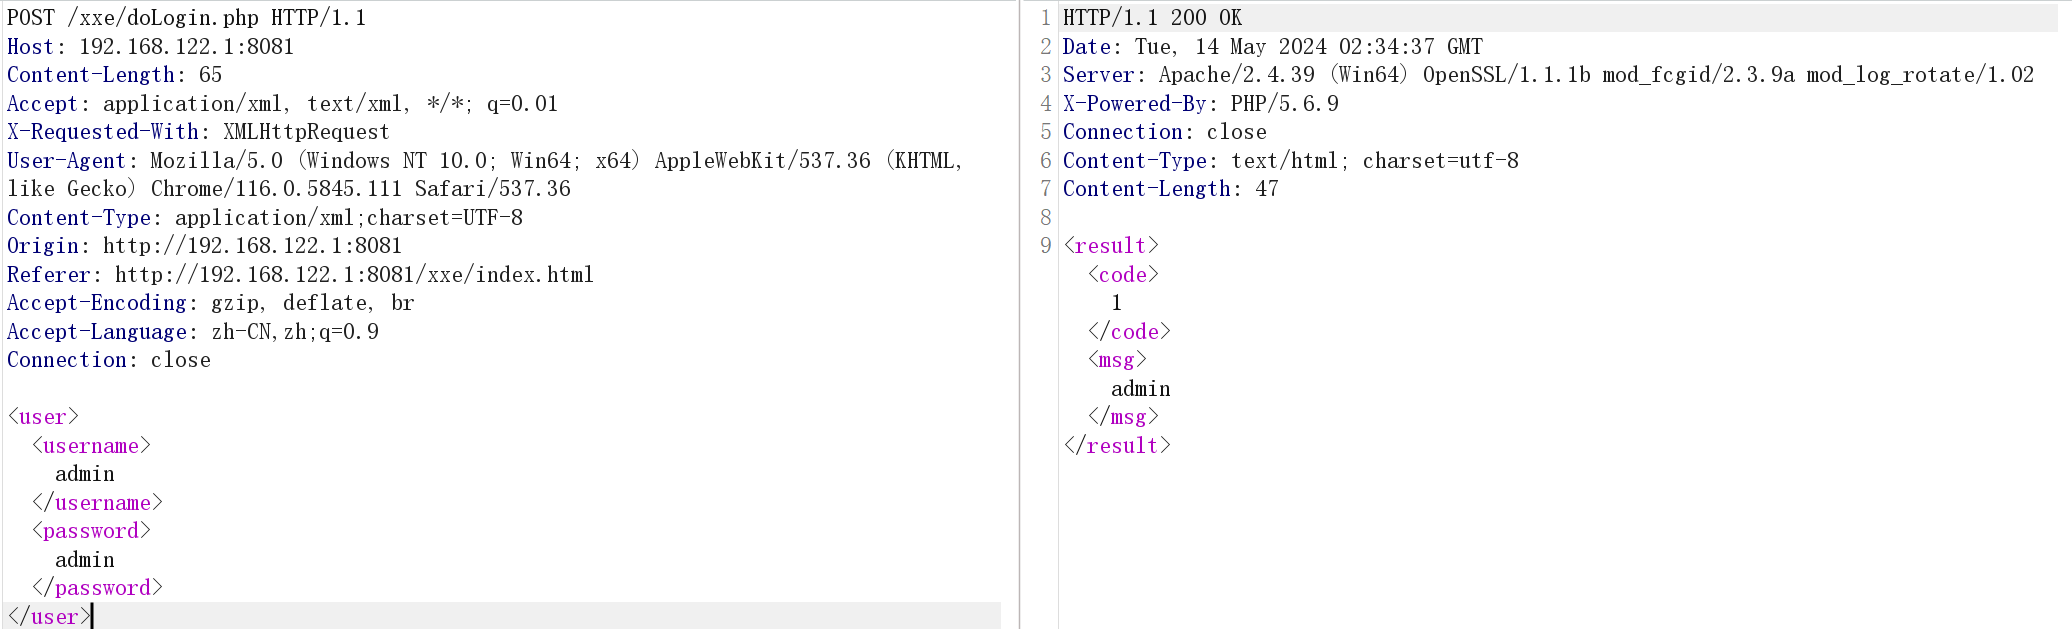 POST /xxe/doLogin.php HTTP/1.1
Host: 192.168.122.1:8081
Content-Length: 65
Accept: application/xml, text/xml, */*; q=0.01
X-Requested-With: XMLHttpRequest
User-Agent: Mozilla/5.0 (Windows NT 10.0; Win64; x64) AppleWebKit/537.36 (KHTML,
like Gecko) Chrome/116.0.5845.111 Safari/537.36
Content-Type: application/xml;charset=UTF-8
Origin: http://192.168.122.1:8081
Referer: http://192.168.122.1:8081/xxe/index.html
Accept-Encoding: gzip, deflate, br
Accept-Language: zh-CN,zh;q=0.9
Connection: close

<user>
  <username>
    admin
  </username>
  <password>
    admin
  </password>
</user>
1 HTTP/1.1 200 OK
2 Date: Tue, 14 May 2024 02:34:37 GMT
3 Server: Apache/2.4.39 (Win64) OpenSSL/1.1.1b mod_fcgid/2.3.9a mod_log_rotate/1.02
4 X-Powered-By: PHP/5.6.9
5 Connection: close
6 Content-Type: text/html; charset=utf-8
7 Content-Length: 47
8
9 <result>
  <code>
    1
  </code>
  <msg>
    admin
  </msg>
</result>